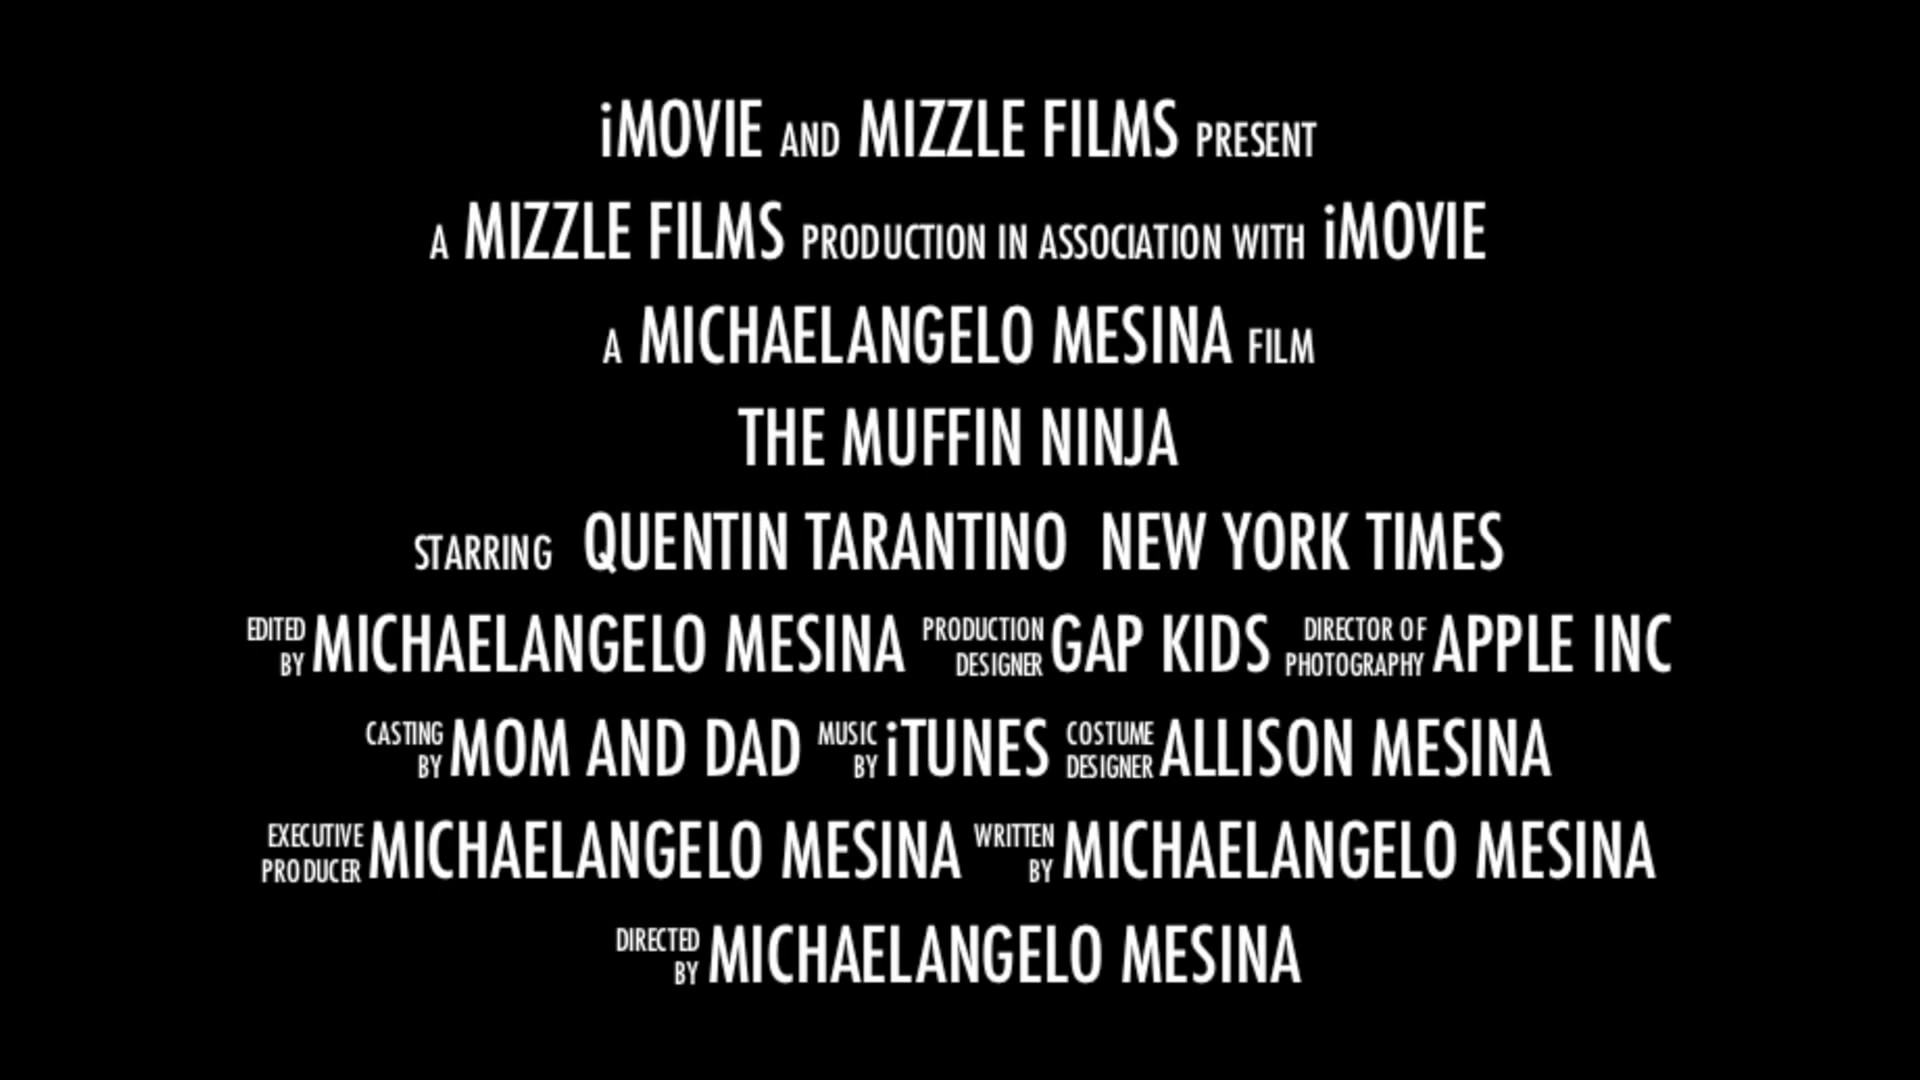 iMOVIE AND MIZZLE FILMS PRESENT
A MIZZLE FILMS PRODUCTION IN ASSOCIATION WITH iMOVIE
A MICHAELANGELO MESINA FILM
THE MUFFIN NINJA
STARRING QUENTIN TARANTINO NEW YORK TIMES
EDITED BY MICHAELANGELO MESINA PRODUCTION DESIGNER GAP KIDS DIRECTOR OF PHOTOGRAPHY APPLE INC
CASTING BY MOM AND DAD MUSIC BY iTUNES COSTUME DESIGNER ALLISON MESINA
EXECUTIVE PRODUCER MICHAELANGELO MESINA WRITTEN BY MICHAELANGELO MESINA
DIRECTED BY MICHAELANGELO MESINA